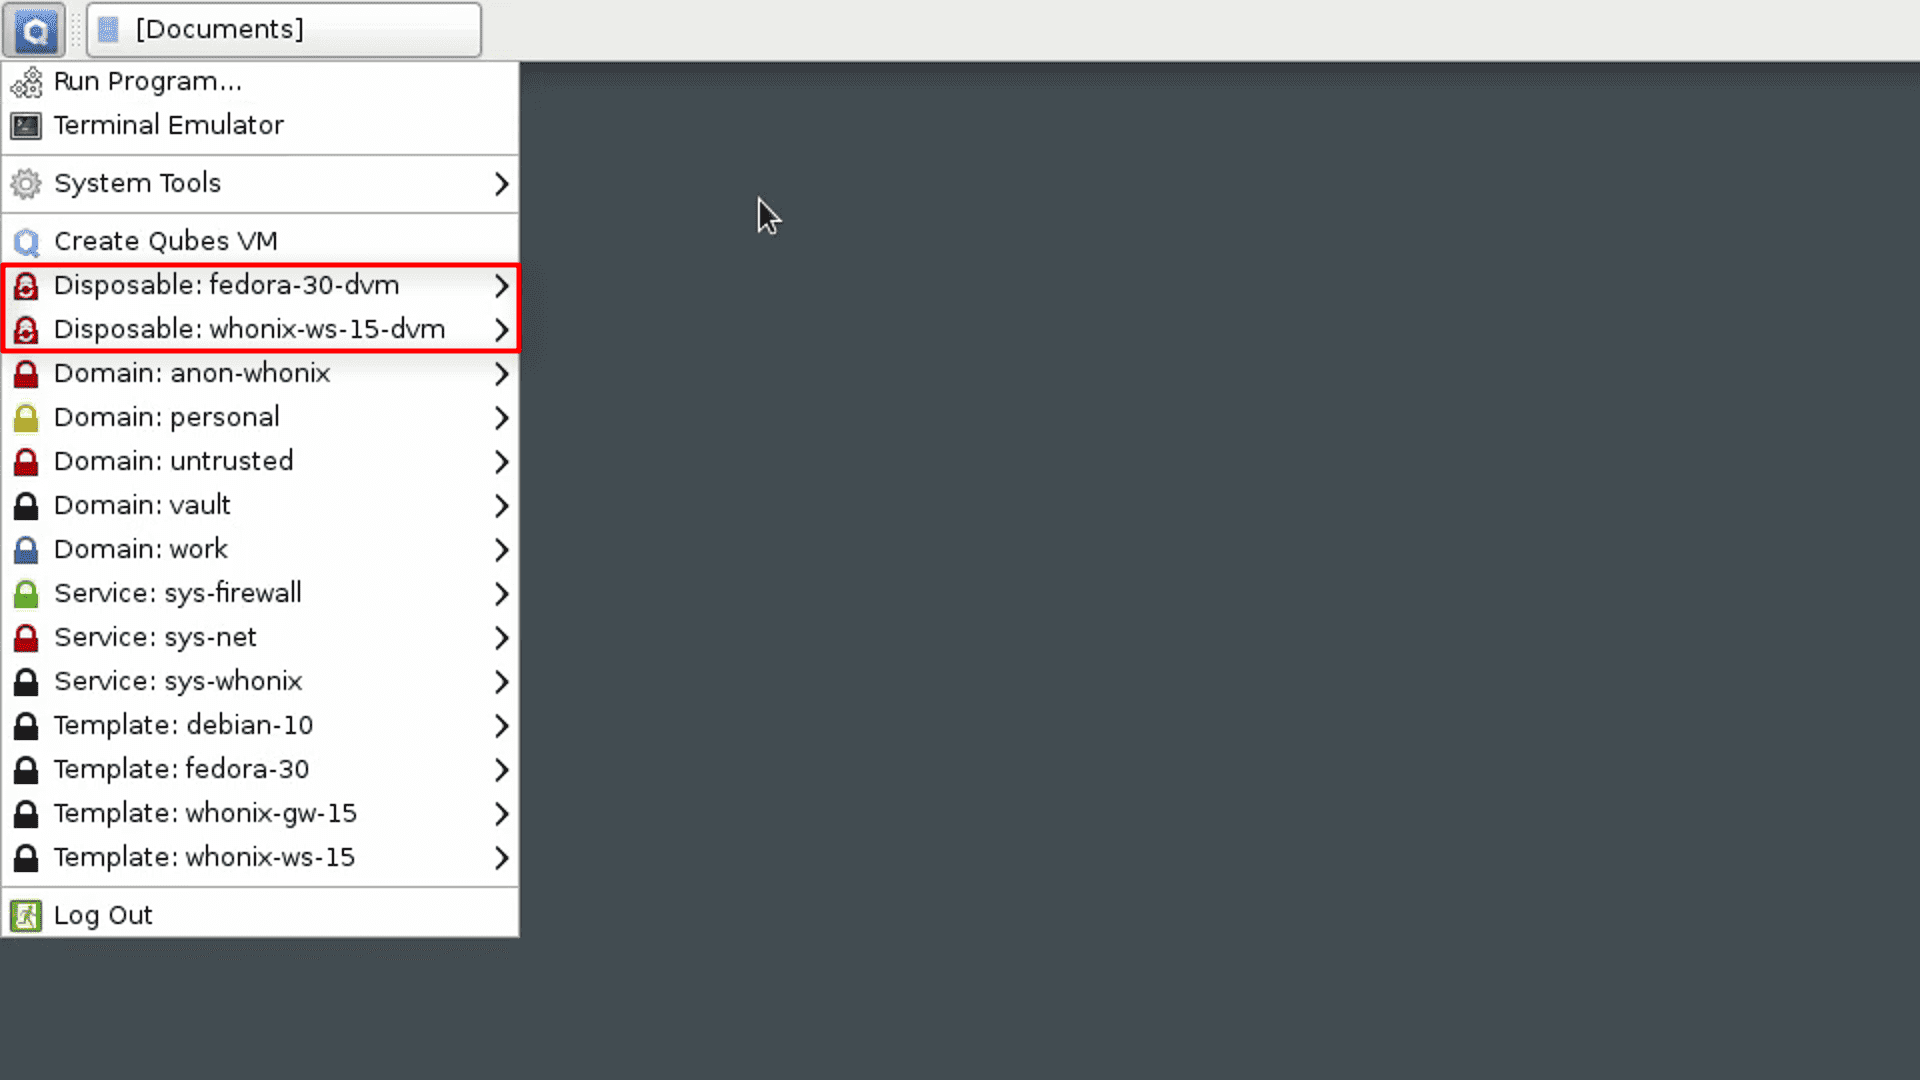 [Documents]
Run Program...
Terminal Emulator
System Tools
Create Qubes VM
Disposable: fedora-30-dvm
Disposable: whonix-ws-15-dvm
Domain: anon-whonix
Domain: personal
Domain: untrusted
Domain: vault
Domain: work
Service: sys-firewall
Service: sys-net
Service: sys-whonix
Template: debian-10
Template: fedora-30
Template: whonix-gw-15
Template: whonix-ws-15
Log Out